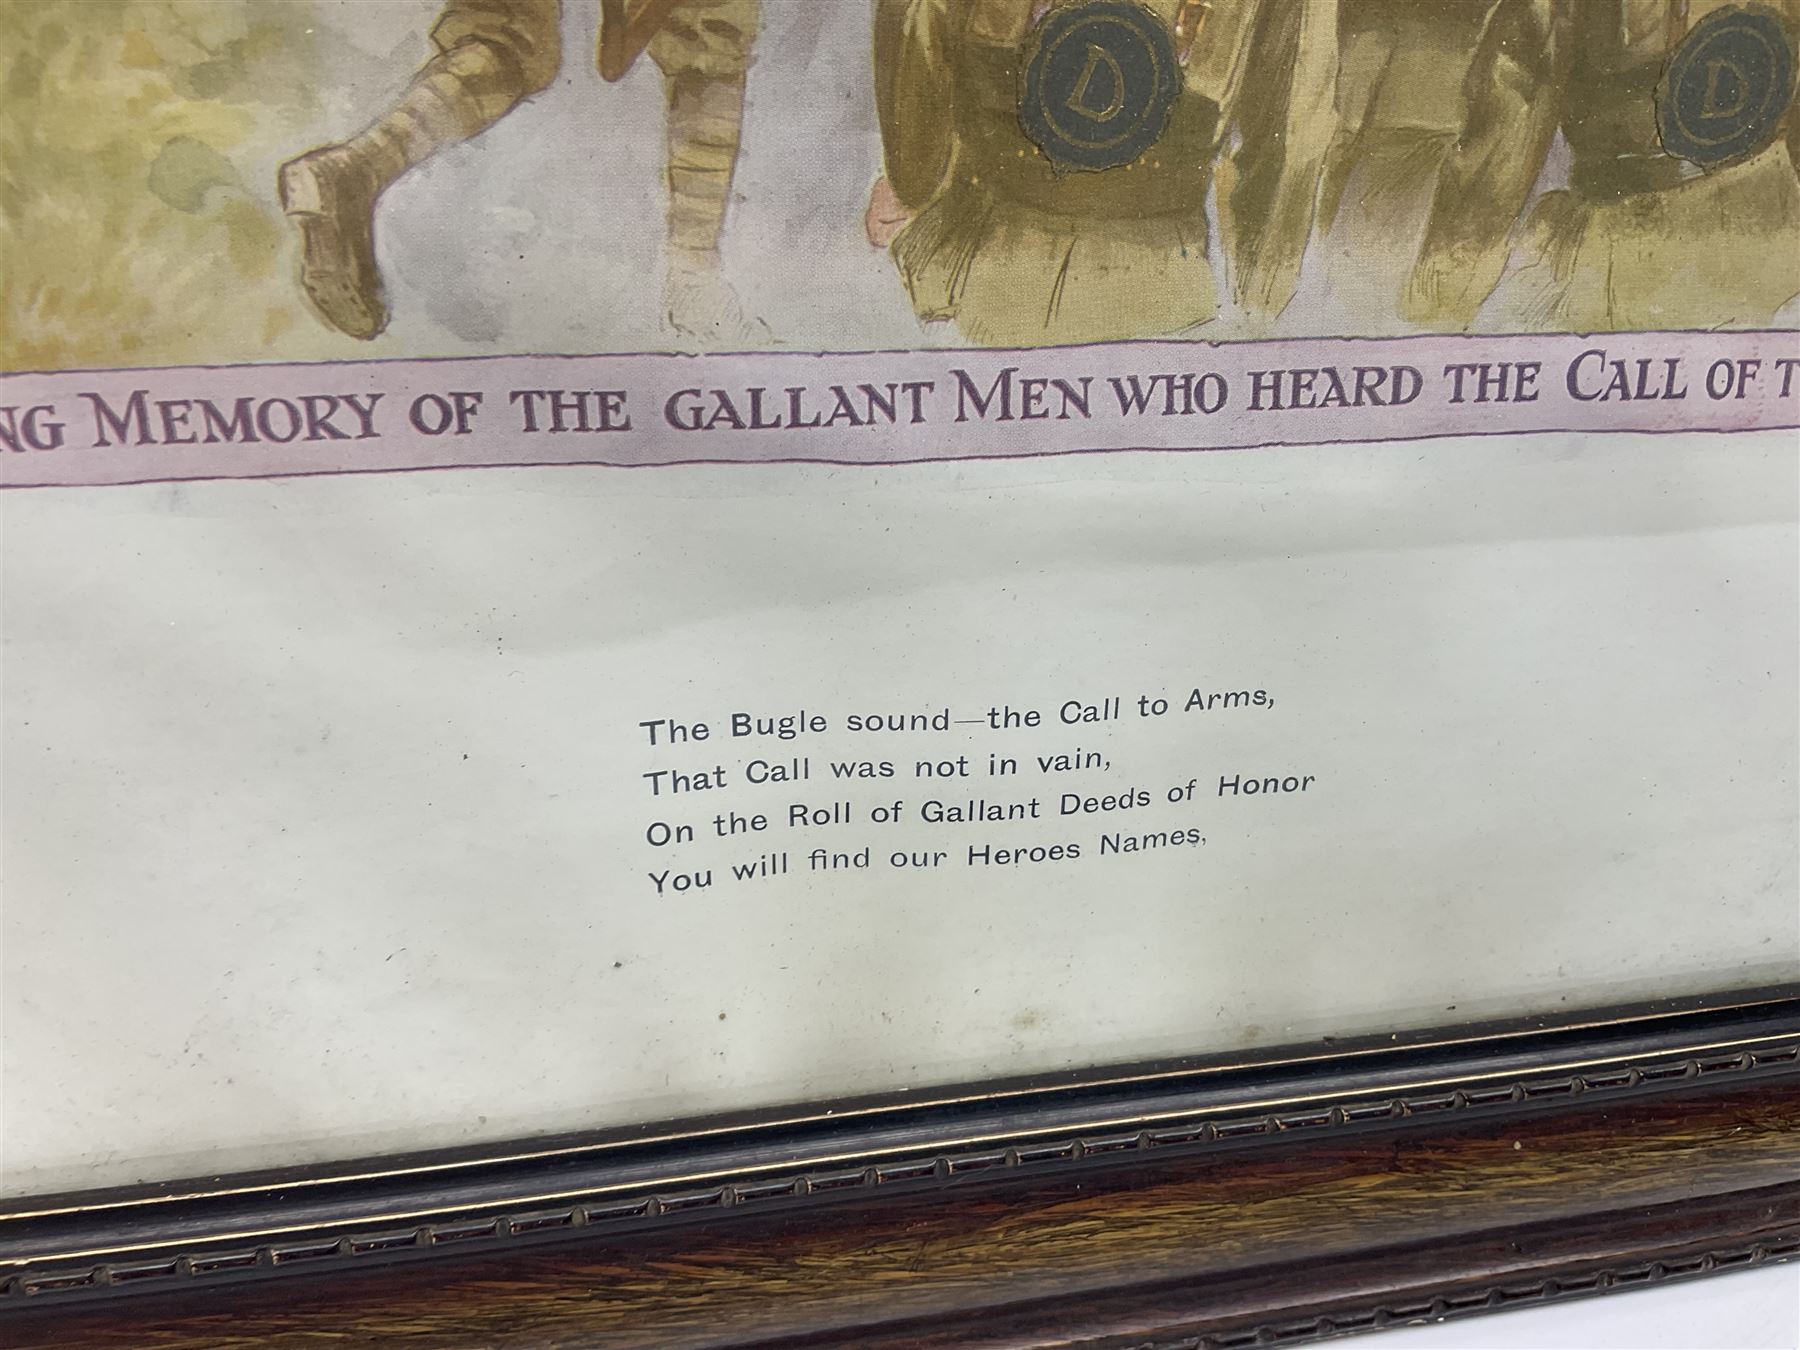 D D
MEMORY OF THE GALLANT MEN WHO HEARD THE CALL OF
The Bugle sound—the Call to Arms,
That Call was not in vain,
On the Roll of Gallant Deeds of Honor
You will find our Heroes Names,